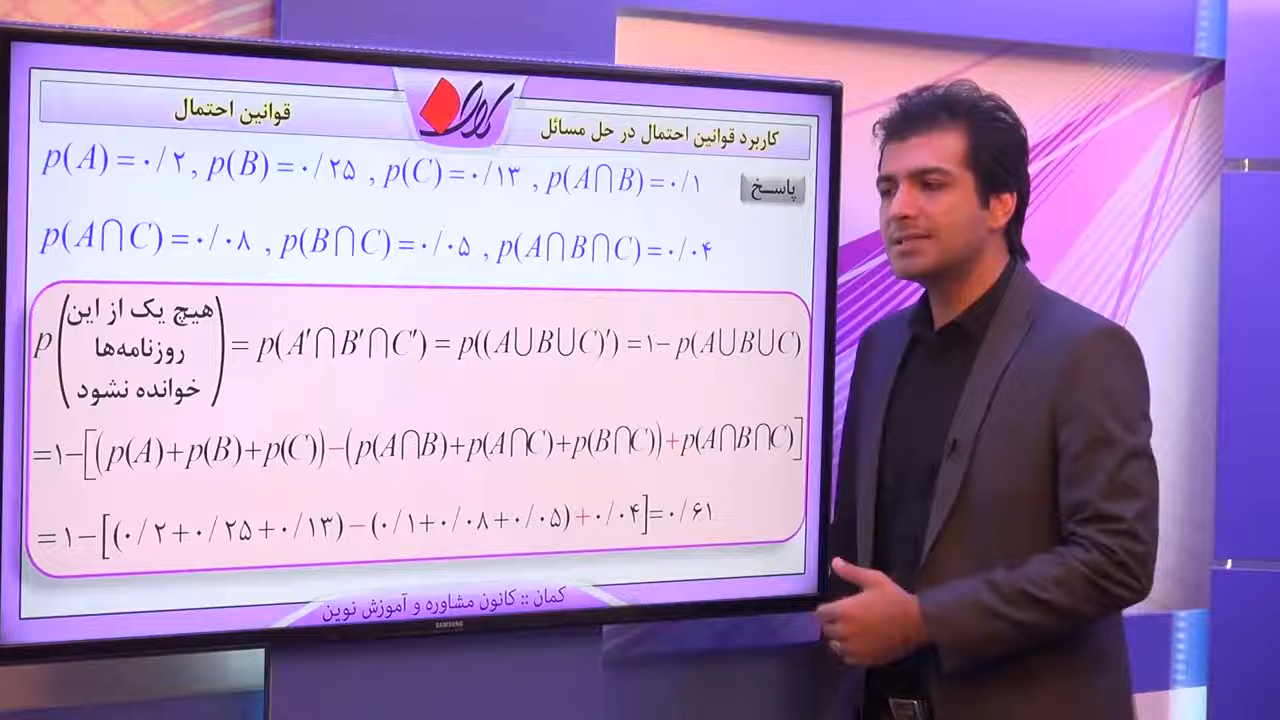 قوانین احتمال
کاربرد قوانین احتمال در حل مسائل
پاسخ
p(A)=۰/۲, p(B)=۰/۲۵ , p(C)=۰/۱۳ , p(A⋂B)=۰/۱
p(A⋂C)=۰/۰۸ , p(B⋂C)=۰/۰۵ , p(A⋂B⋂C)=۰/۰۴
p(هیچ یک از این
روزنامه‌ها
خوانده نشود) = p(A′⋂B′⋂C′) = p((A⋃B⋃C)′) =۱− p(A⋃B⋃C)
=۱−[(p(A)+p(B)+p(C))−(p(A⋂B)+p(A⋂C)+p(B⋂C))+p(A⋂B⋂C)]
=۱−[(۰/۲+۰/۲۵+۰/۱۳)−(۰/۱+۰/۰۸+۰/۰۵)+۰/۰۴]=۰/۶۱
کمان :: کانون مشاوره و آموزش نوین
SAMSUNG